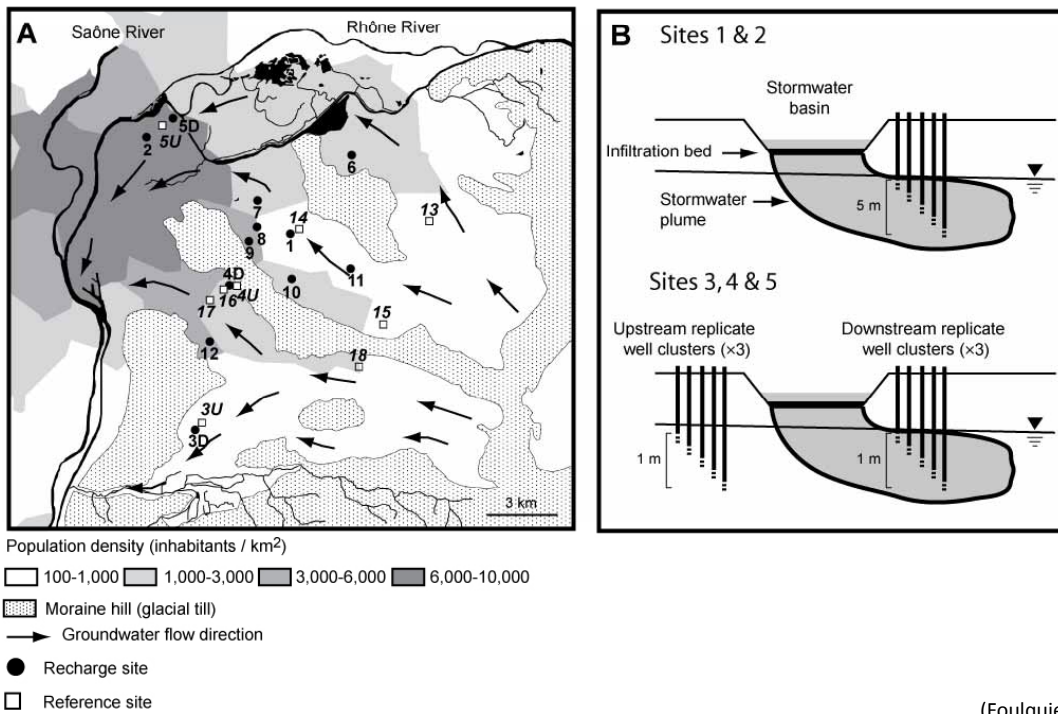 A
Saône River
Rhône River
5D
5U
2
6
7
14
13
8
1
9
11
4D
10
16
4U
17
15
12
18
3U
3D
3 km
Population density (inhabitants / km2)
100-1,000
1,000-3,000
3,000-6,000
6,000-10,000
Moraine hill (glacial till)
Groundwater flow direction
Recharge site
Reference site
B
Sites 1 & 2
Stormwater
basin
Infiltration bed
Stormwater
plume
5 m
Sites 3, 4 & 5
Upstream replicate
well clusters (×3)
Downstream replicate
well clusters (×3)
1 m
1 m
(Foulquie